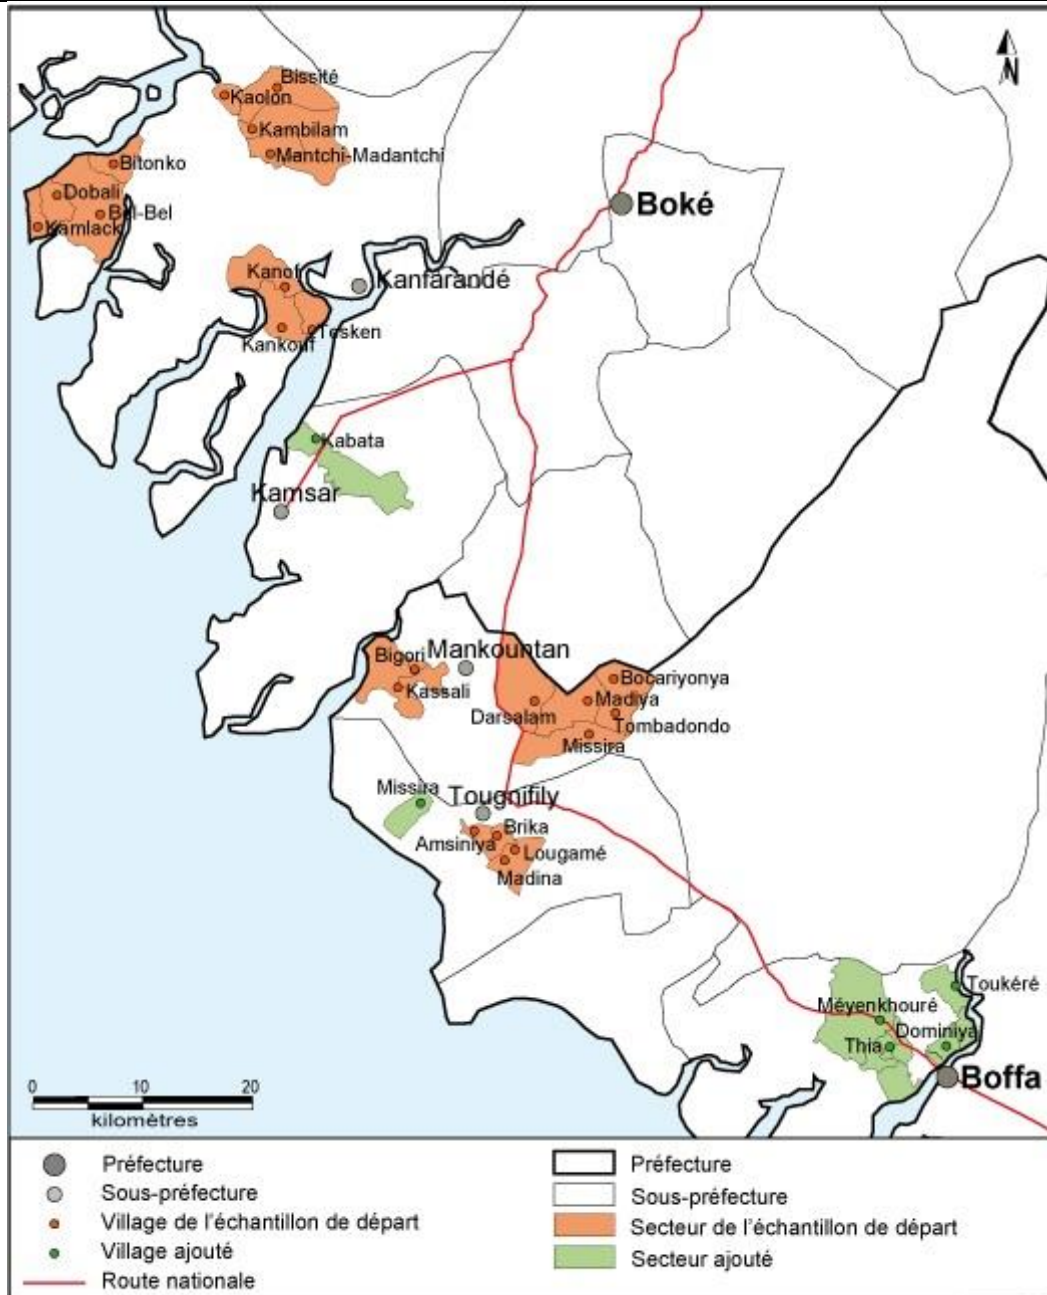 N
Bissité
Kaolon
Kambilam
Mantchi-Madantchi
Bitonko
Dobali
Bel-Bel
Kamlack
Boké
Kanof
Kanfarandé
Tesken
Kankouf
Kabata
Kamsar
Bigori
Mankountan
Kassali
Bocariyonya
Madiya
Darsalam
Tombadondo
Missira
Missira
Tougnifily
Brika
Amsiniya
Lougamé
Madina
Toukéré
Méyenkhouré
Dominiya
Thia
Boffa
0 10 20
kilomètres
Préfecture
Sous-préfecture
Village de l'échantillon de départ
Village ajouté
Route nationale
Préfecture
Sous-préfecture
Secteur de l'échantillon de départ
Secteur ajouté